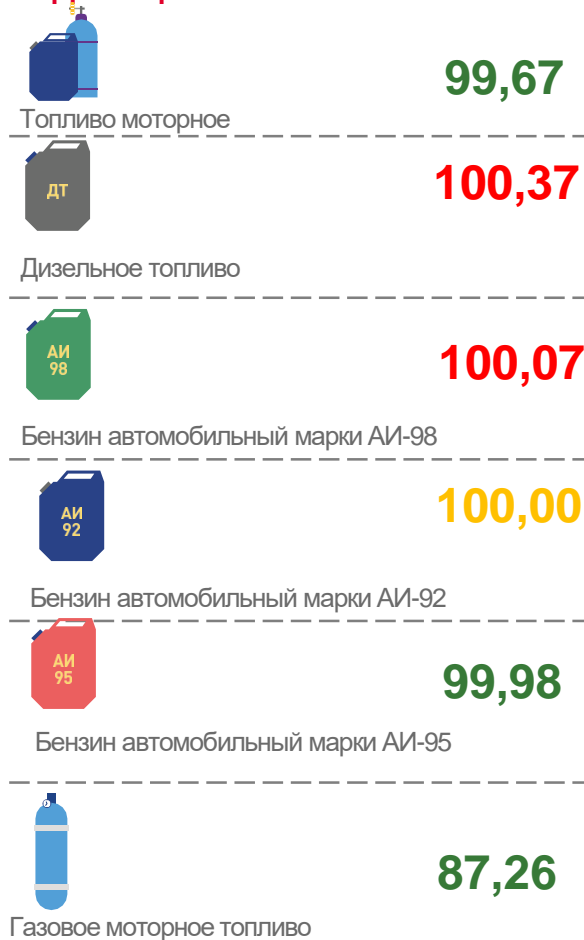 99,67
Топливо моторное
ДТ
100,37
Дизельное топливо
АИ
98
100,07
Бензин автомобильный марки АИ-98
АИ
92
100,00
Бензин автомобильный марки АИ-92
АИ
95
99,98
Бензин автомобильный марки АИ-95
87,26
Газовое моторное топливо